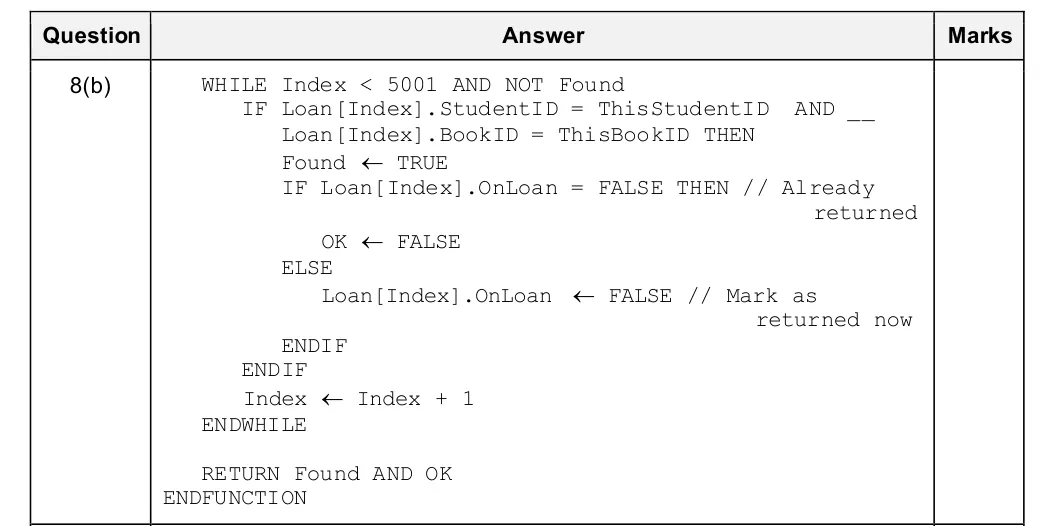 Question Answer Marks
8(b) WHILE Index < 5001 AND NOT Found
IF Loan[Index].StudentID = ThisStudentID AND __
Loan[Index].BookID = ThisBookID THEN
Found ← TRUE
IF Loan[Index].OnLoan = FALSE THEN // Already
returned
OK ← FALSE
ELSE
Loan[Index].OnLoan ← FALSE // Mark as
returned now
ENDIF
ENDIF
Index ← Index + 1
ENDWHILE
RETURN Found AND OK
ENDFUNCTION